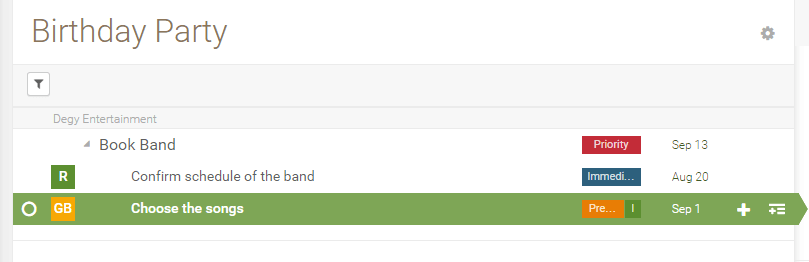 Birthday Party
Degy Entertainment
Book Band Priority Sep 13
R Confirm schedule of the band Immedi... Aug 20
GB Choose the songs Pre... I Sep 1